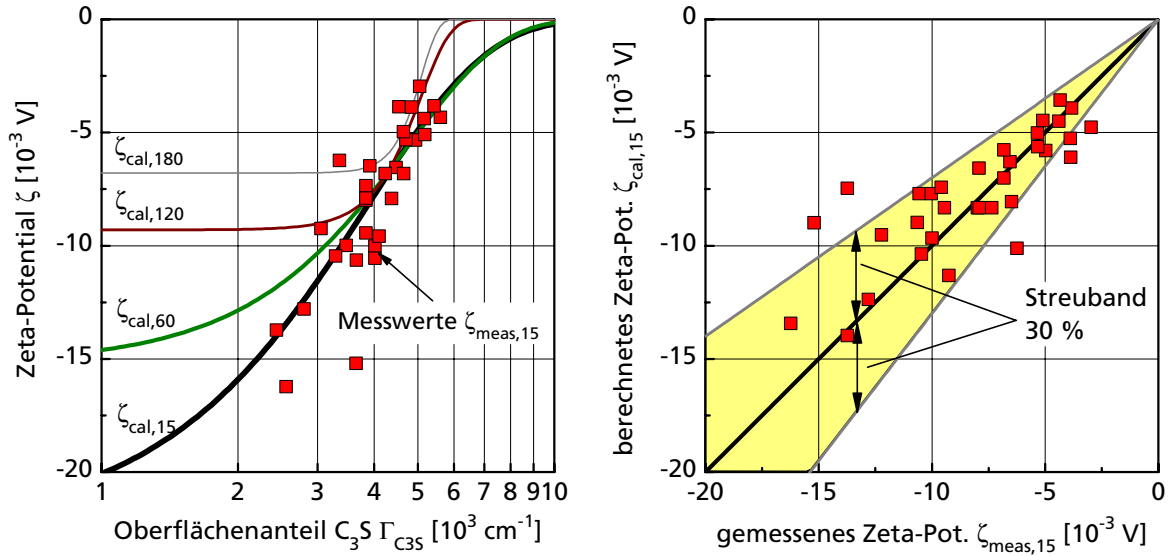 Zeta-Potential ζ [10⁻³ V]
0
-5
-10
-15
-20
ζcal,180
ζcal,120
ζcal,60
ζcal,15
Messwerte ζmeas,15
1 2 3 4 5 6 7 8 9 10
Oberflächenanteil C₃S Γ_C3S [10³ cm⁻¹]
berechnetes Zeta-Pot. ζcal,15 [10⁻³ V]
0
-5
-10
-15
-20
Streuband
30 %
-20 -15 -10 -5 0
gemessenes Zeta-Pot. ζmeas,15 [10⁻³ V]